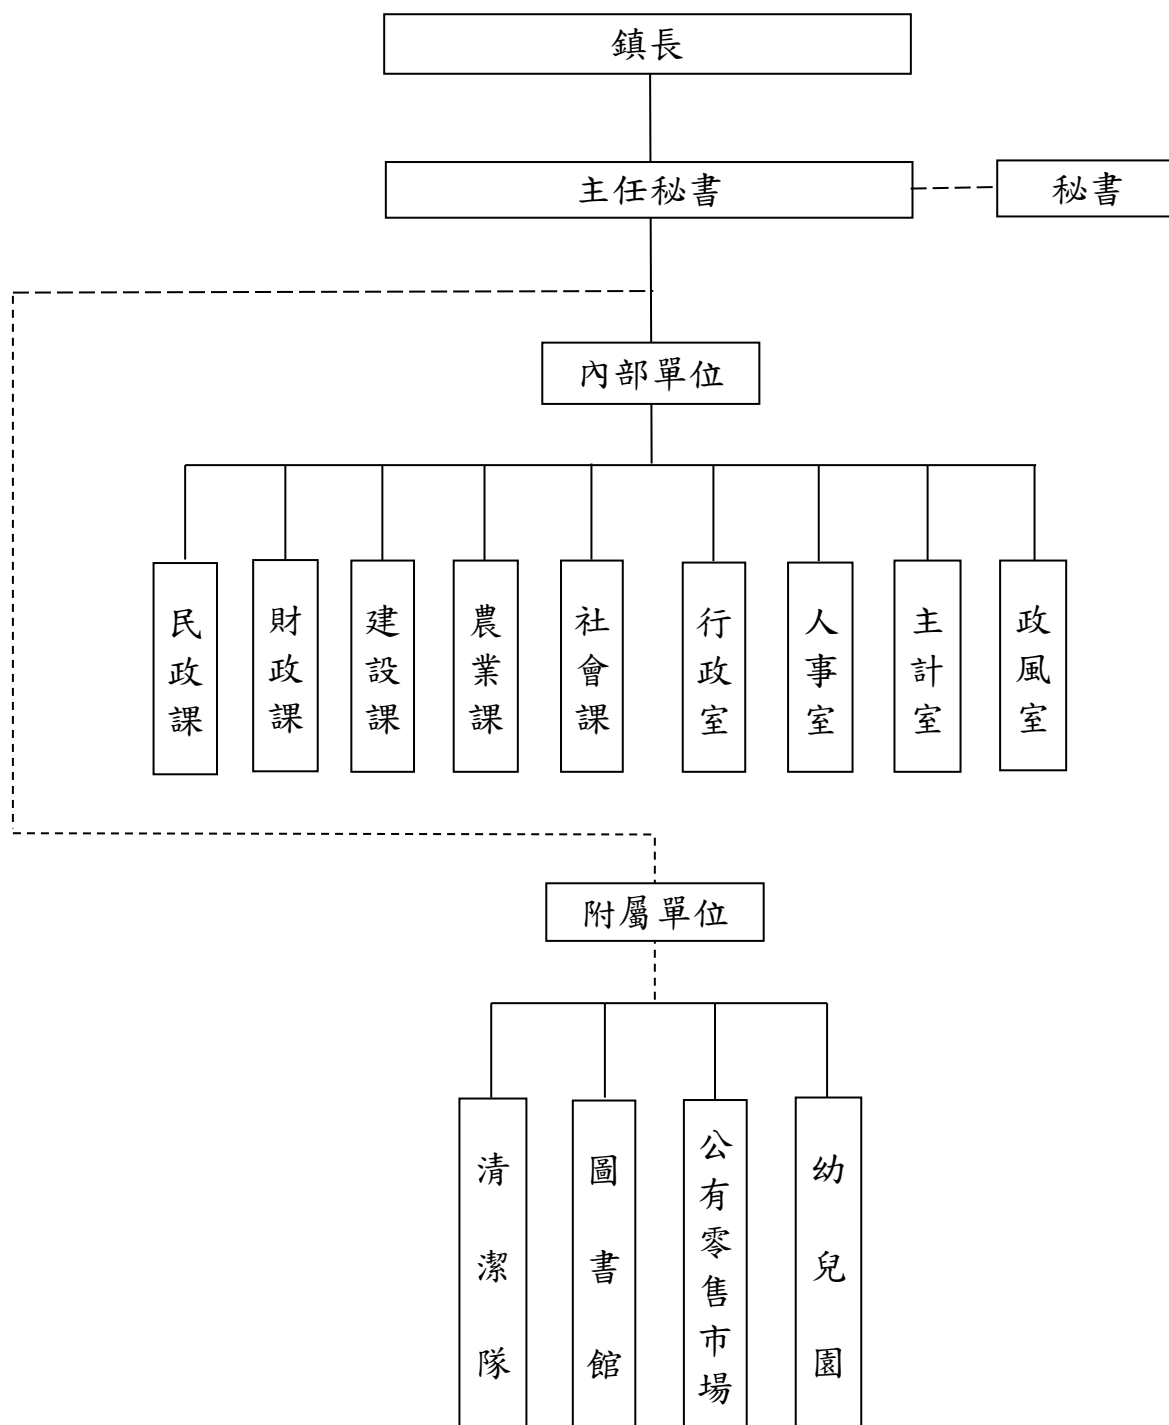 鎮長
主任秘書
秘書
內部單位
民政課
財政課
建設課
農業課
社會課
行政室
人事室
主計室
政風室
附屬單位
清潔隊
圖書館
公有零售市場
幼兒園